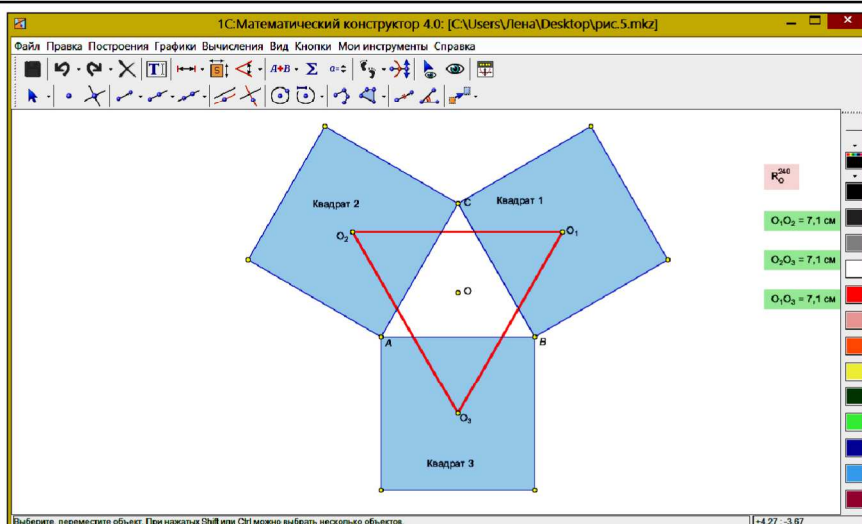 1С:Математический конструктор 4.0: [C:\Users\Лена\Desktop\рис.5.mkz]
Файл Правка Построения Графики Вычисления Вид Кнопки Мои инструменты Справка
Квадрат 2
C
Квадрат 1
R_O^240
O₂
O₁
O₁O₂ = 7,1 см
O₂O₃ = 7,1 см
O
O₁O₃ = 7,1 см
A
B
O₃
Квадрат 3
Выберите, переместите объект. При нажатых Shift или Ctrl можно выбрать несколько объектов.
+4,27 : -3,67